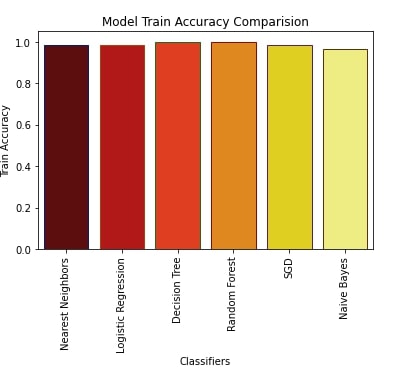 Model Train Accuracy Comparision
Train Accuracy
1.0
0.8
0.6
0.4
0.2
0.0
Nearest Neighbors
Logistic Regression
Decision Tree
Random Forest
SGD
Naive Bayes
Classifiers